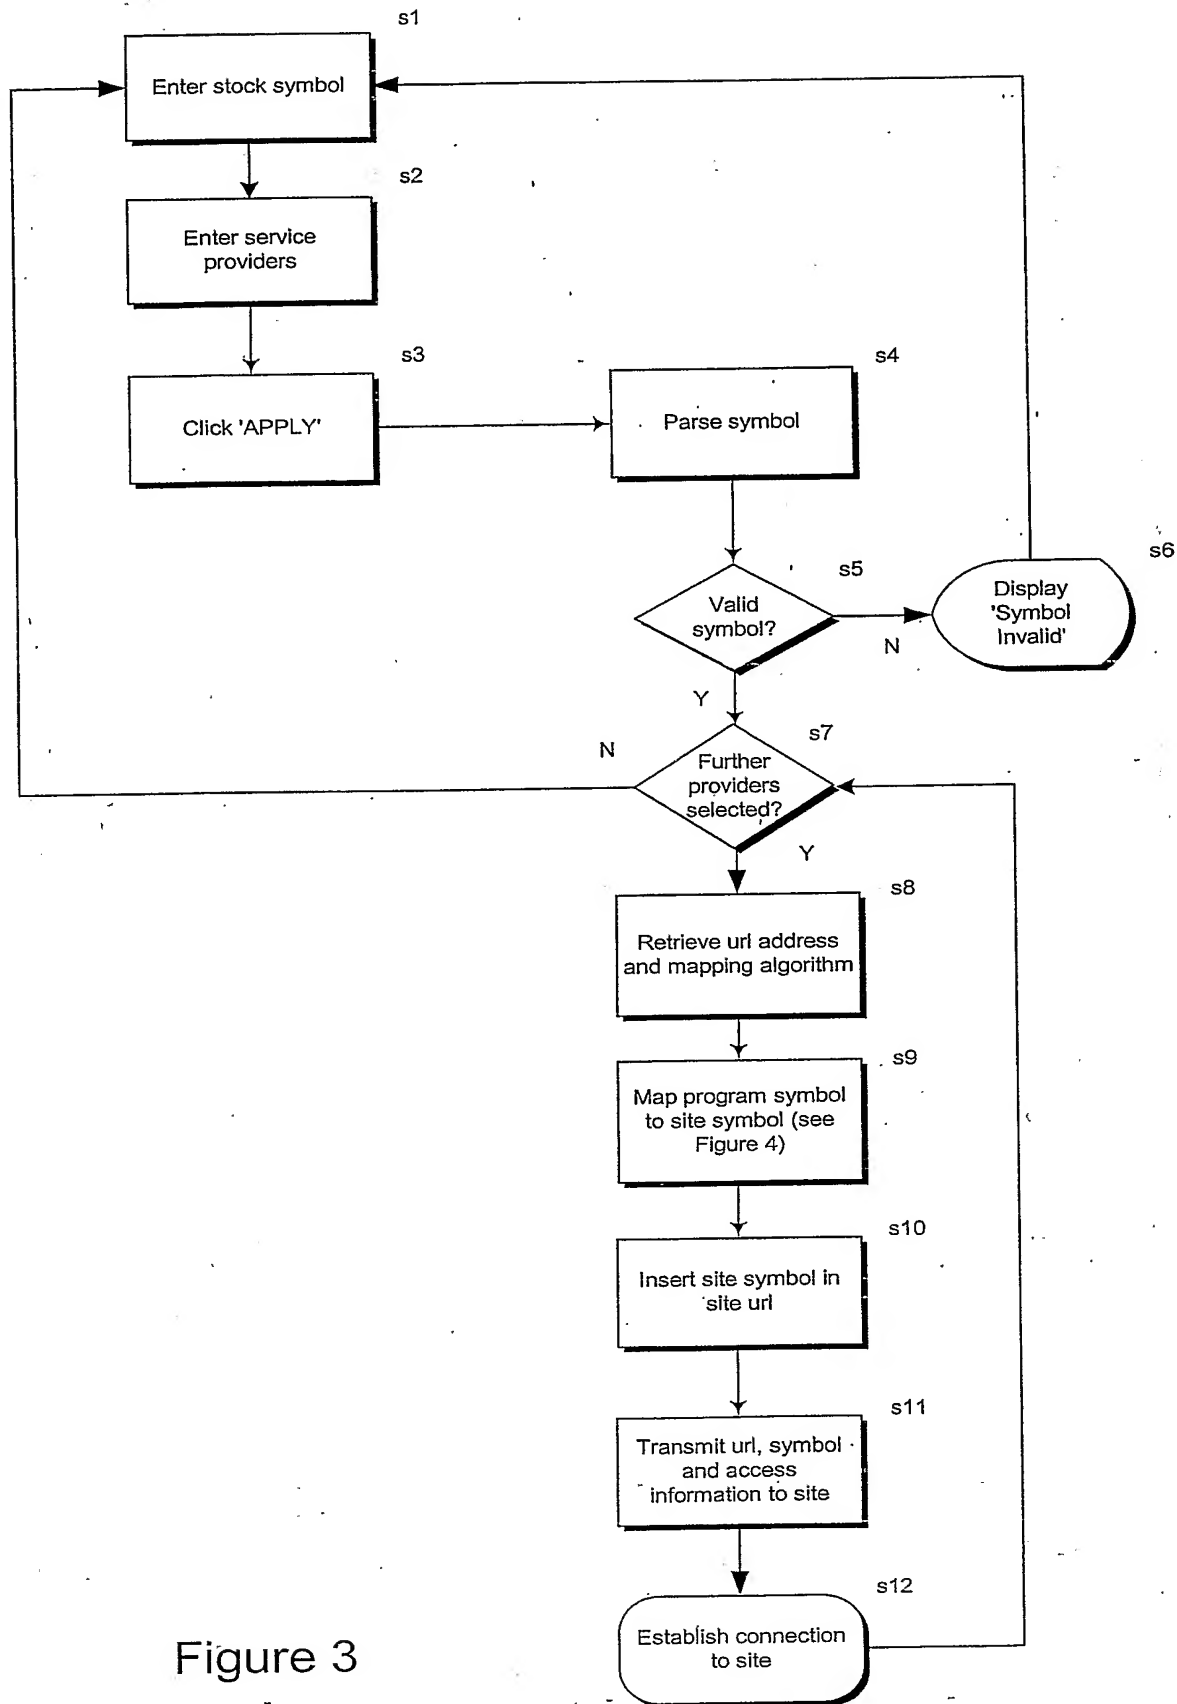 s1
Enter stock symbol
s2
Enter service
providers
s3
Click 'APPLY'
s4
Parse symbol
s5
Valid
symbol?
N
s6
Display
'Symbol
Invalid'
Y
s7
N
Further
providers
selected?
Y
s8
Retrieve url address
and mapping algorithm
s9
Map program symbol
to site symbol (see
Figure 4)
s10
Insert site symbol in
site url
s11
Transmit url, symbol
and access
information to site
s12
Establish connection
to site
Figure 3